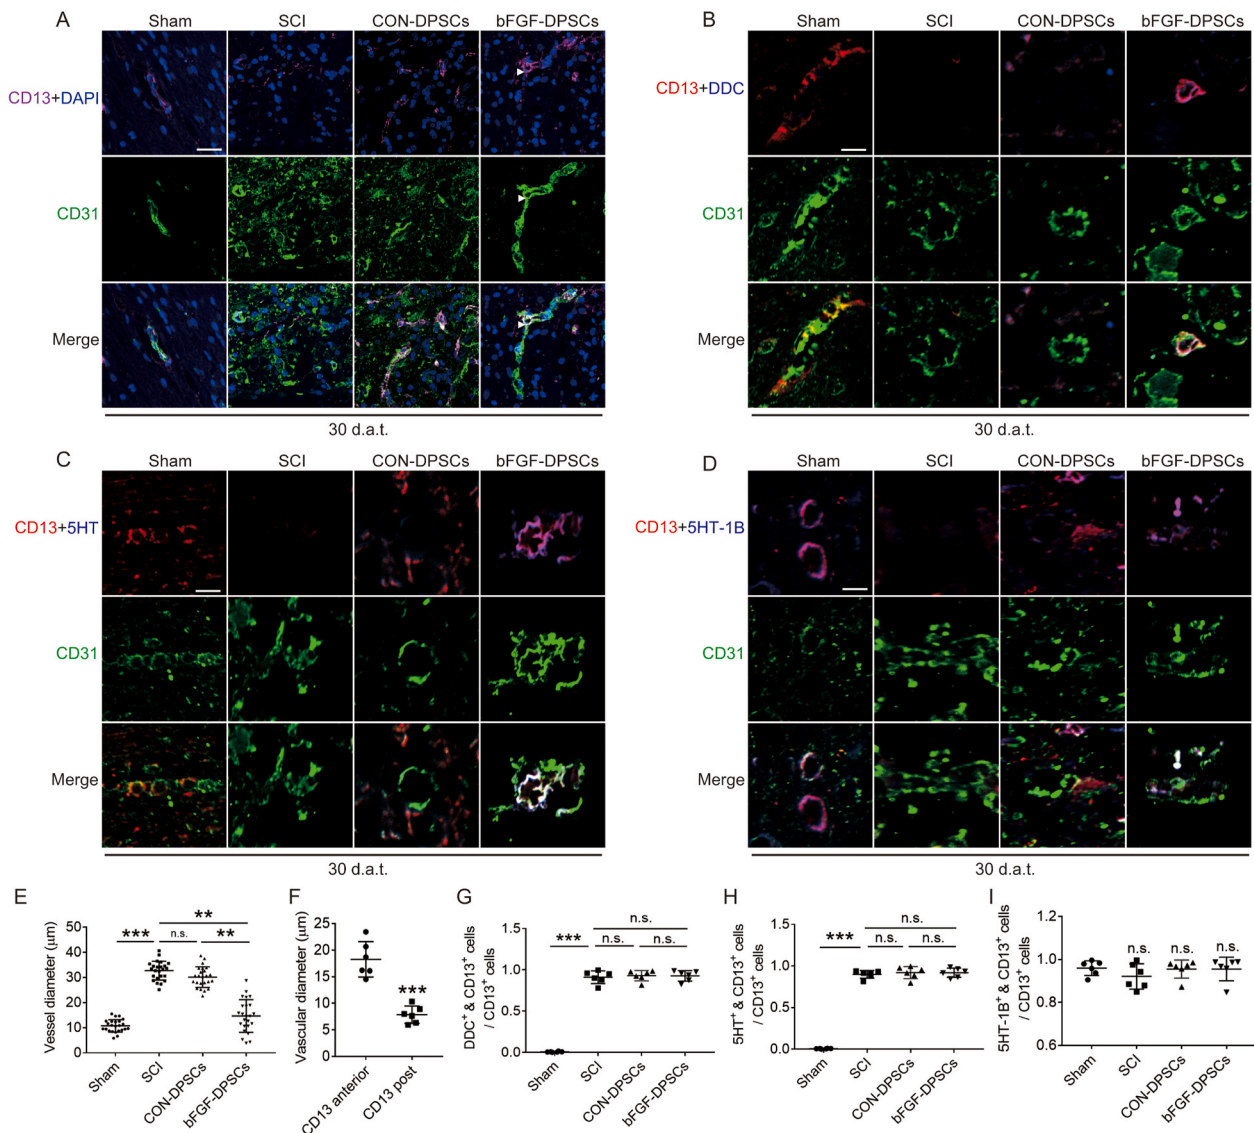 A
Sham SCI CON-DPSCs bFGF-DPSCs
CD13+DAPI
CD31
Merge
30 d.a.t.
B
Sham SCI CON-DPSCs bFGF-DPSCs
CD13+DDC
CD31
Merge
30 d.a.t.
C
Sham SCI CON-DPSCs bFGF-DPSCs
CD13+5HT
CD31
Merge
30 d.a.t.
D
Sham SCI CON-DPSCs bFGF-DPSCs
CD13+5HT-1B
CD31
Merge
30 d.a.t.
E
Vessel diameter (μm)
50
40
30
20
10
0
**
*** n.s. **
Sham SCI CON-DPSCs bFGF-DPSCs
F
Vascular diameter (μm)
25
20
15
10
5
0
***
CD13 anterior CD13 post
G
DDC⁺ & CD13⁺ cells
/ CD13⁺ cells
1.5
1.0
0.5
0.0
n.s.
*** n.s. n.s.
Sham SCI CON-DPSCs bFGF-DPSCs
H
5HT⁺ & CD13⁺ cells
/ CD13⁺ cells
1.5
1.0
0.5
0.0
n.s.
*** n.s. n.s.
Sham SCI CON-DPSCs bFGF-DPSCs
I
5HT-1B⁺ & CD13⁺ cells
/ CD13⁺ cells
1.2
1.0
0.8
0.6
n.s. n.s. n.s.
Sham SCI CON-DPSCs bFGF-DPSCs